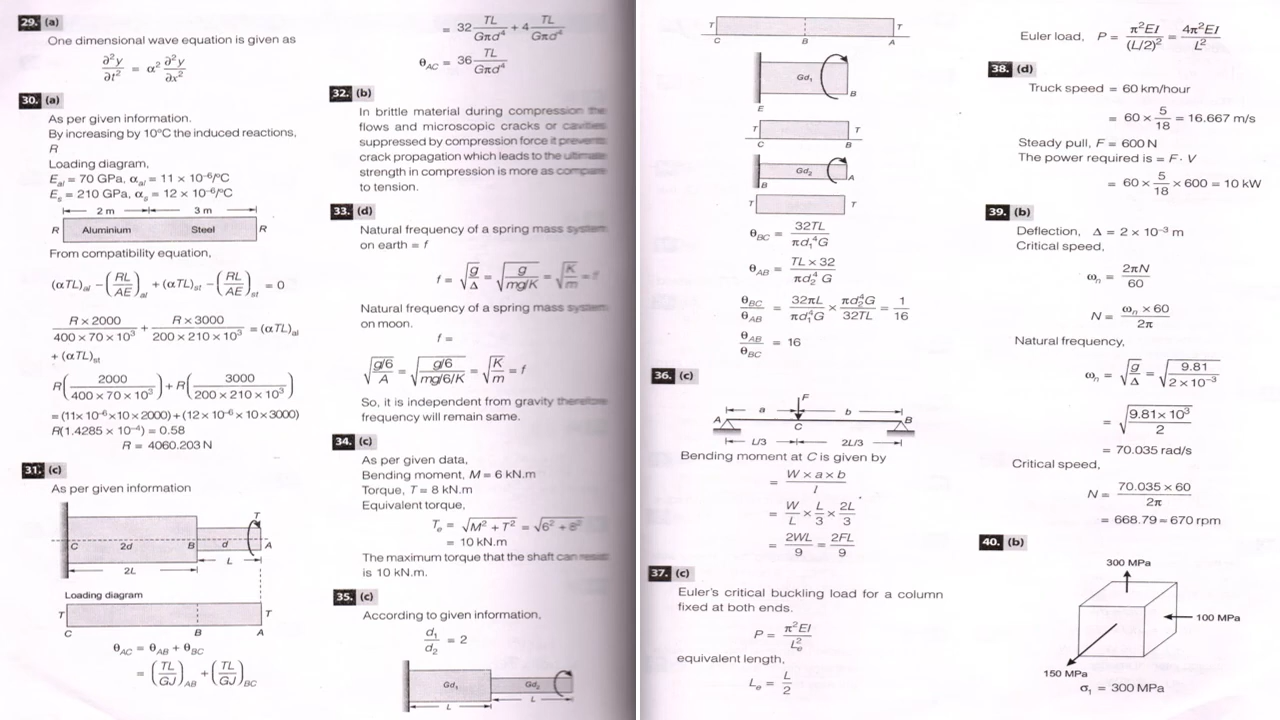 29. (a)
One dimensional wave equation is given as
∂²y/∂t² = α² ∂²y/∂x²
30. (a)
As per given information.
By increasing by 10°C the induced reactions,
R
Loading diagram,
E_al = 70 GPa, α_al = 11 × 10⁻⁶/°C
E_s = 210 GPa, α_s = 12 × 10⁻⁶/°C
2 m 3 m
R Aluminium Steel R
From compatibility equation,
(αTL)_al − (RL/AE)_al + (αTL)_st − (RL/AE)_st = 0
R × 2000/400 × 70 × 10³ + R × 3000/200 × 210 × 10³ = (αTL)_al
+ (αTL)_st
R(2000/400 × 70 × 10³) + R(3000/200 × 210 × 10³)
= (11× 10⁻⁶ ×10 × 2000) + (12× 10⁻⁶ × 10 × 3000)
R(1.4285 × 10⁻⁴) = 0.58
R = 4060.203 N
31. (c)
As per given information
T
C 2d B d A
L
2L
Loading diagram
T T
C B A
θ_AC = θ_AB + θ_BC
= (TL/GJ)_AB + (TL/GJ)_BC
= 32 TL/Gπd⁴ + 4 TL/Gπd⁴
θ_AC = 36 TL/Gπd⁴
32. (b)
In brittle material during compression the
flows and microscopic cracks or cavities
suppressed by compression force it prevents
crack propagation which leads to the ultimate
strength in compression is more as compare
to tension.
33. (d)
Natural frequency of a spring mass system
on earth = f
f = √(g/Δ) = √(g/mg/K) = √(K/m) = f
Natural frequency of a spring mass system
on moon.
f =
√(g/6/A) = √(g/6/mg/6/K) = √(K/m) = f
So, it is independent from gravity therefore
frequency will remain same.
34. (c)
As per given data,
Bending moment, M = 6 kN.m
Torque, T = 8 kN.m
Equivalent torque,
T_e = √(M² + T²) = √(6² + 8²)
= 10 kN.m
The maximum torque that the shaft can resist
is 10 kN.m.
35. (c)
According to given information,
d₁/d₂ = 2
Gd₁ Gd₂
L L
T T
C B A
Gd₁
B
E
T T
C B
Gd₂ A
B
T T
θ_BC = 32TL/πd₁⁴G
θ_AB = TL × 32/πd₂⁴ G
θ_BC/θ_AB = 32πL/πd₁⁴G × πd₂⁴G/32TL = 1/16
θ_AB/θ_BC = 16
36. (c)
F
a b
A C B
L/3 2L/3
Bending moment at C is given by
= W × a × b/l
= W/L × L/3 × 2L/3
= 2WL/9 = 2FL/9
37. (c)
Euler's critical buckling load for a column
fixed at both ends.
P = π²EI/L_e²
equivalent length,
L_e = L/2
Euler load, P = π²EI/(L/2)² = 4π²EI/L²
38. (d)
Truck speed = 60 km/hour
= 60 × 5/18 = 16.667 m/s
Steady pull, F = 600 N
The power required is = F · V
= 60 × 5/18 × 600 = 10 kW
39. (b)
Deflection, Δ = 2 × 10⁻³ m
Critical speed,
ω_n = 2πN/60
N = ω_n × 60/2π
Natural frequency,
ω_n = √(g/Δ) = √(9.81/2 × 10⁻³)
= √(9.81× 10³/2)
= 70.035 rad/s
Critical speed,
N = 70.035 × 60/2π
= 668.79 ≈ 670 rpm
40. (b)
300 MPa
100 MPa
150 MPa
σ₁ = 300 MPa